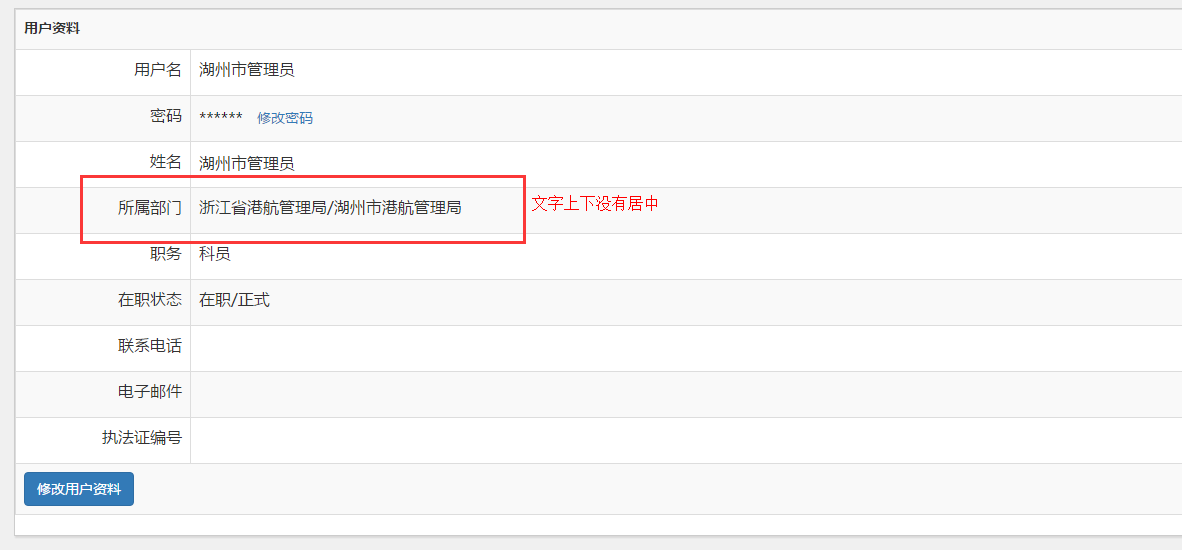 用户资料
用户名 湖州市管理员
密码 ****** 修改密码
姓名 湖州市管理员
所属部门 浙江省港航管理局/湖州市港航管理局 文字上下没有居中
职务 科员
在职状态 在职/正式
联系电话
电子邮件
执法证编号
修改用户资料